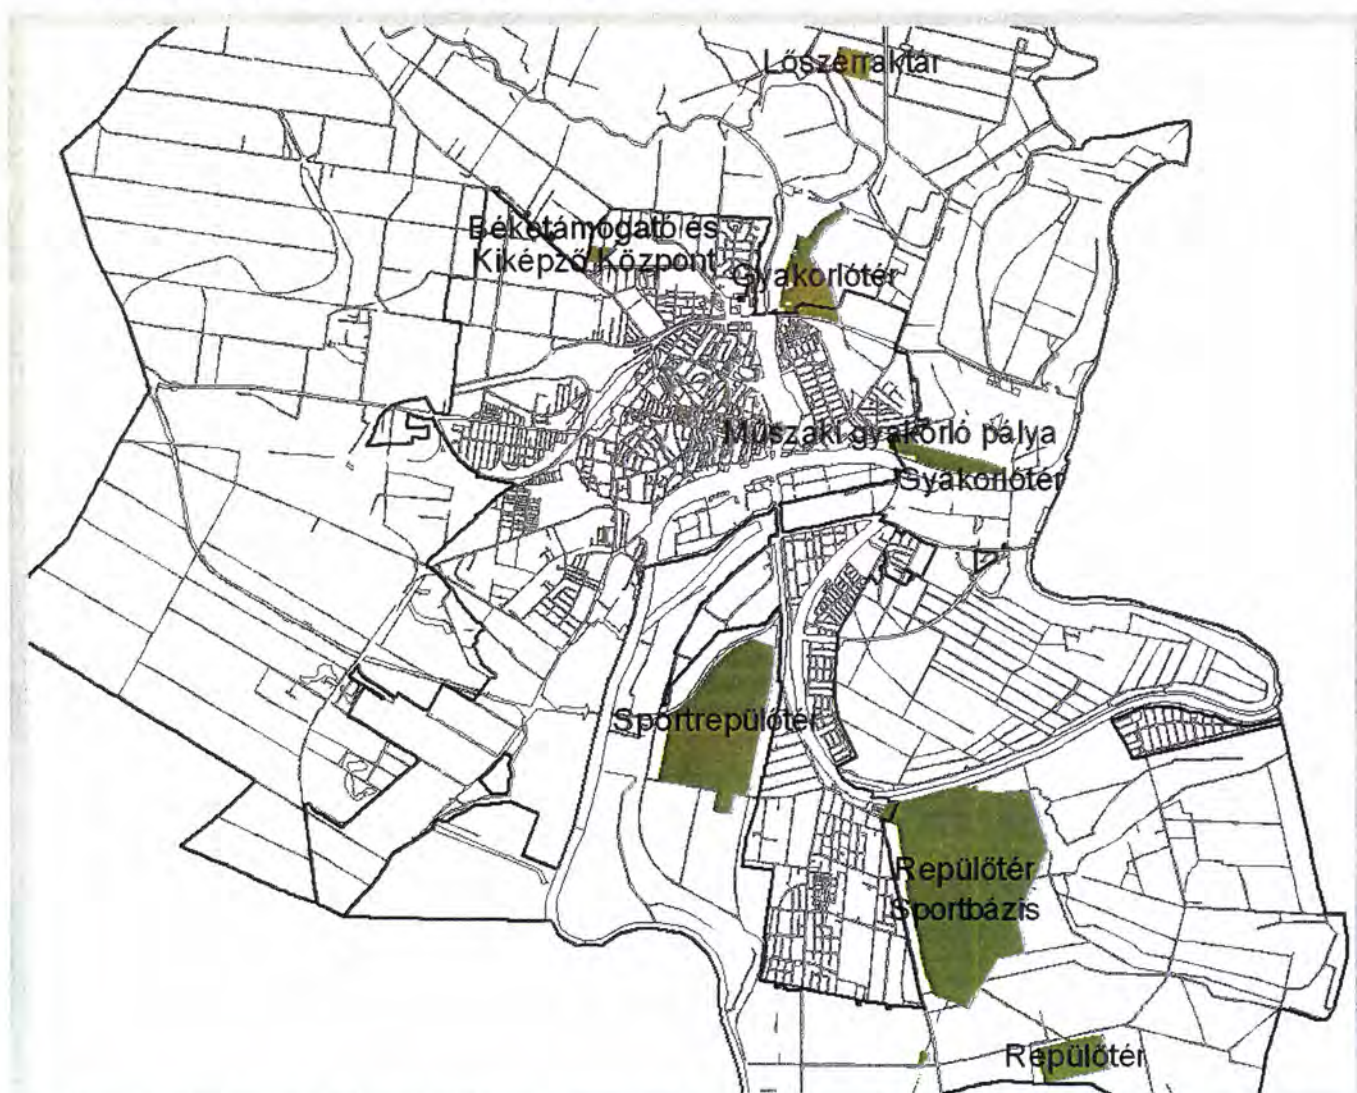 Lőszerraktár
Béketámogató és
Kiképző Központ
Gyakorlótér
Műszaki gyakorló pálya
Gyakorlótér
Sportrepülőtér
Repülőtér
Sportbázis
Repülőtér